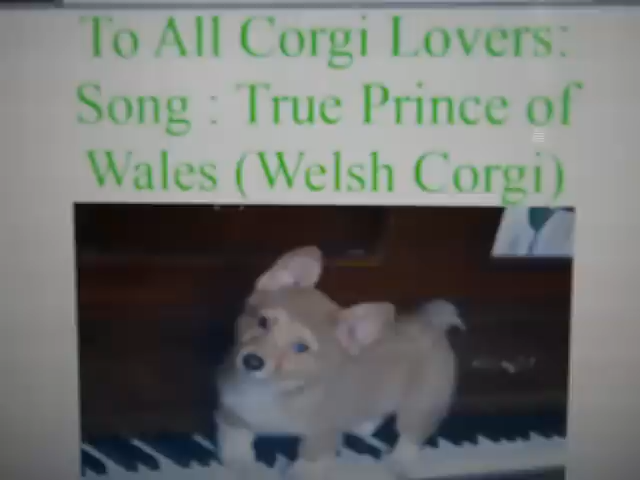 To All Corgi Lovers:
Song : True Prince of
Wales (Welsh Corgi)